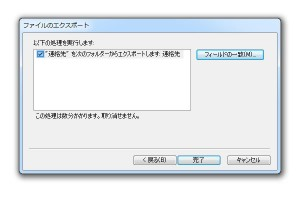 ファイルのエクスポート
以下の処理を実行します:
"連絡先" を次のフォルダーからエクスポートします: 連絡先
フィールドの一致(M)...
この処理は数分かかります。取り消せません。
< 戻る(B)
完了
キャンセル